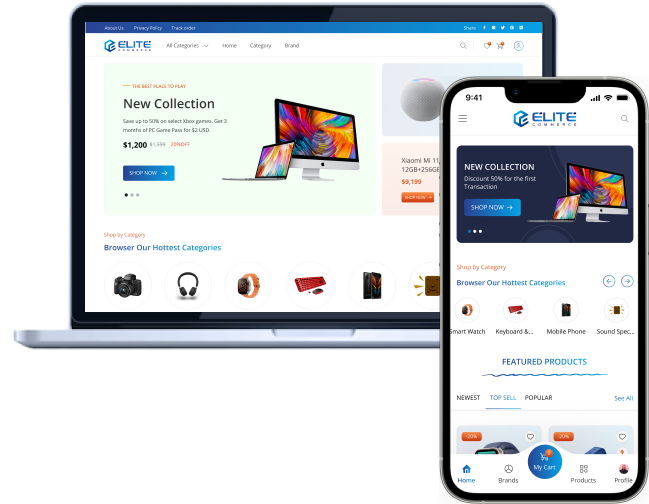 About Us
Privacy Policy
Track order
Share
ELITE
COMMERCE
All Categories
Home
Category
Brand
THE BEST PLACE TO PLAY
New Collection
Save up to 50% on select Xbox games. Get 3
months of PC Game Pass for $2 USD.
$1,200 $1,599 20%OFF
SHOP NOW
Xiaomi Mi 11
12GB+256GB
$9,199
SHOP NOW
Shop by Category
Browser Our Hottest Categories
9:41
ELITE
COMMERCE
NEW COLLECTION
Discount 50% for the first
Transaction
SHOP NOW
Shop by Category
Browser Our Hottest Categories
Smart Watch
Keyboard &...
Mobile Phone
Sound Spec...
FEATURED PRODUCTS
NEWEST
TOP SELL
POPULAR
See All
-20%
-20%
Home
Brands
My Cart
Products
Profile